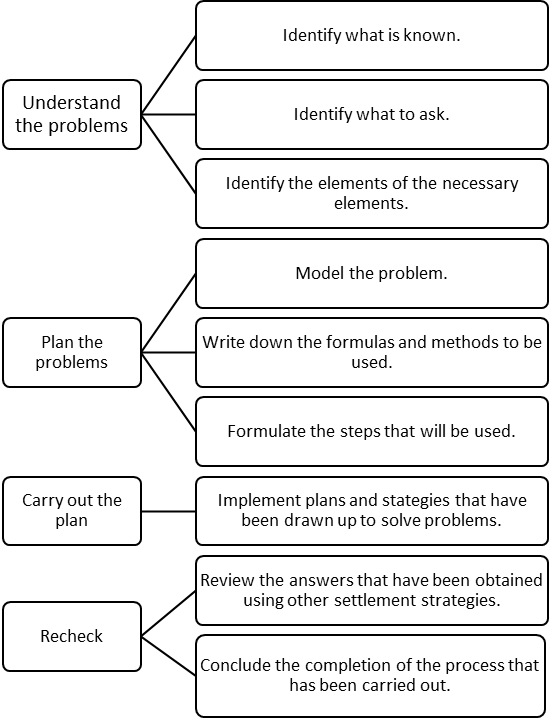 Understand
the problems
Identify what is known.
Identify what to ask.
Identify the elements of the necessary
elements.
Plan the
problems
Model the problem.
Write down the formulas and methods to be
used.
Formulate the steps that will be used.
Carry out the
plan
Implement plans and stategies that have
been drawn up to solve problems.
Recheck
Review the answers that have been obtained
using other settlement strategies.
Conclude the completion of the process that
has been carried out.